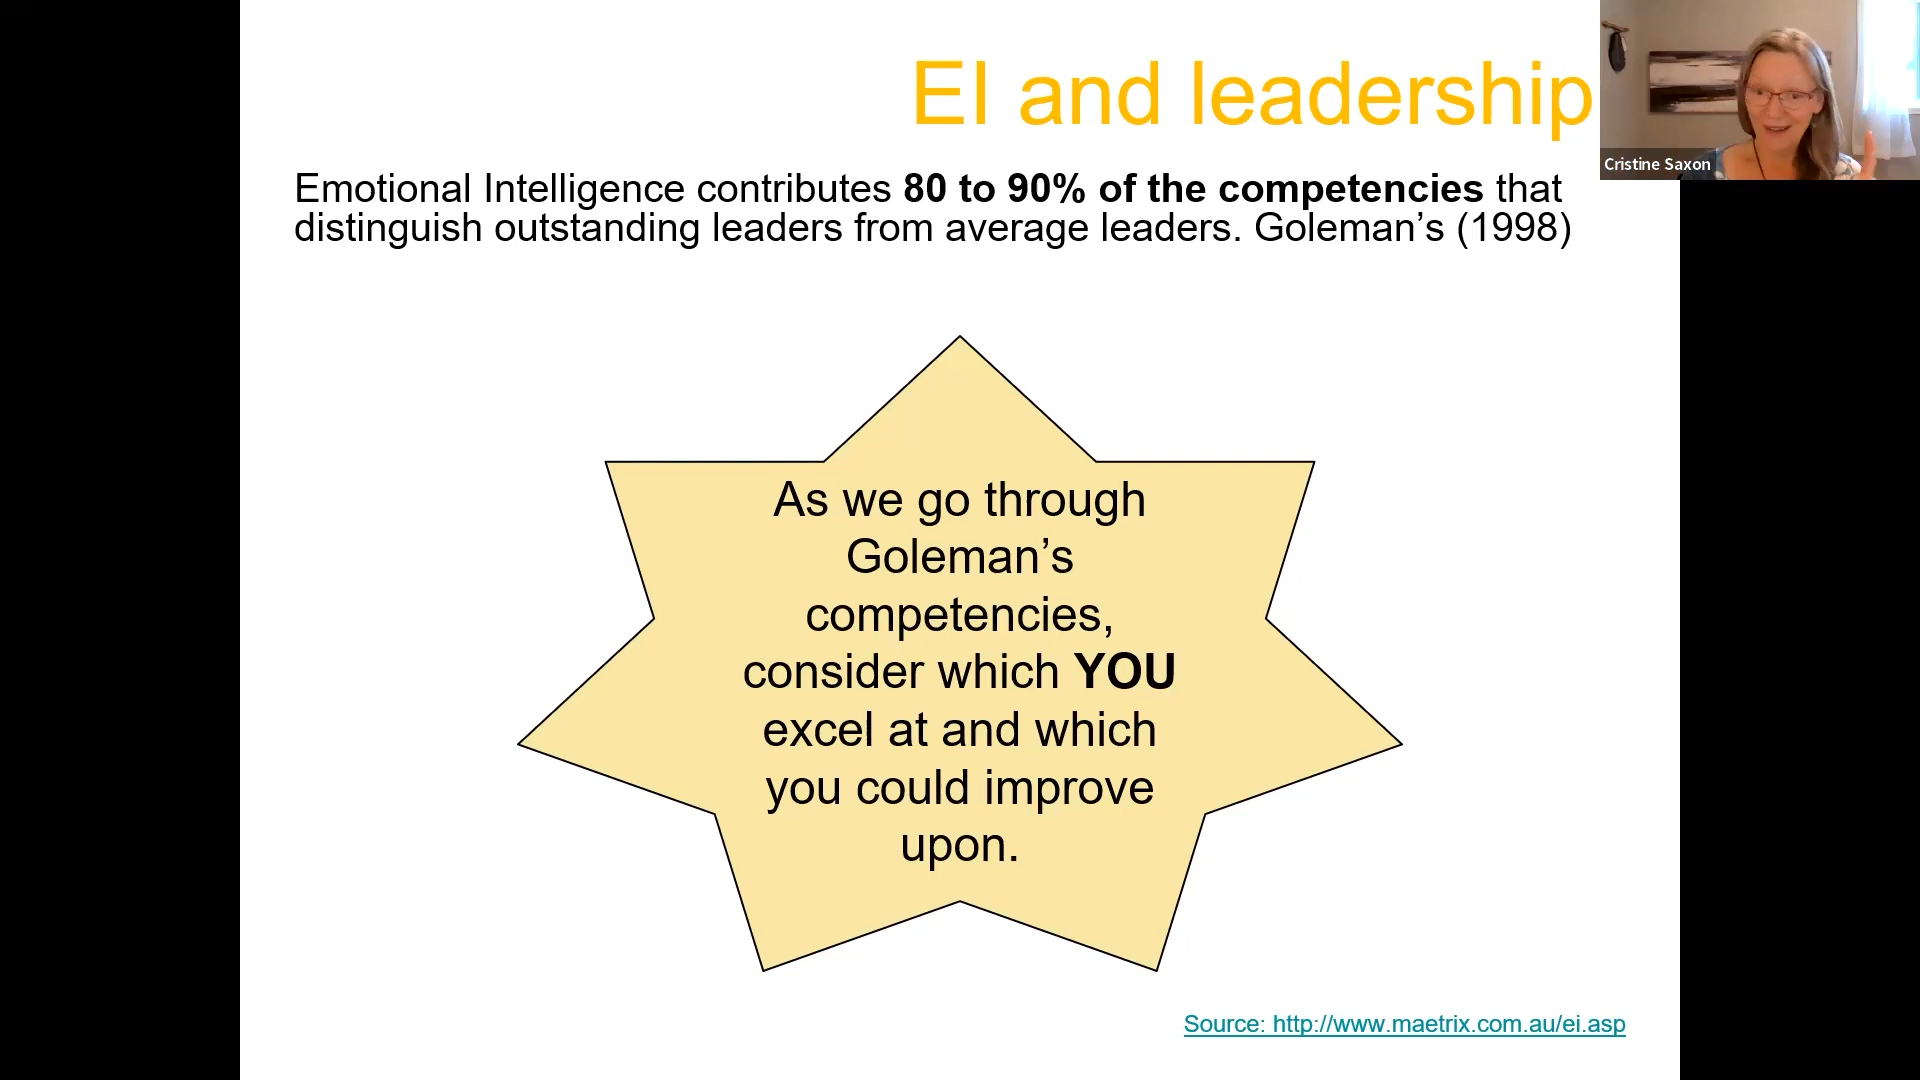 EI and leadership
Cristine Saxon
Emotional Intelligence contributes 80 to 90% of the competencies that
distinguish outstanding leaders from average leaders. Goleman’s (1998)
As we go through
Goleman’s
competencies,
consider which YOU
excel at and which
you could improve
upon.
Source: http://www.maetrix.com.au/ei.asp